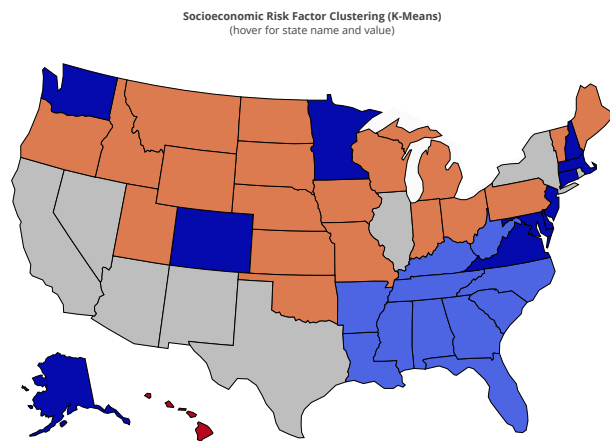 Socioeconomic Risk Factor Clustering (K-Means)
(hover for state name and value)